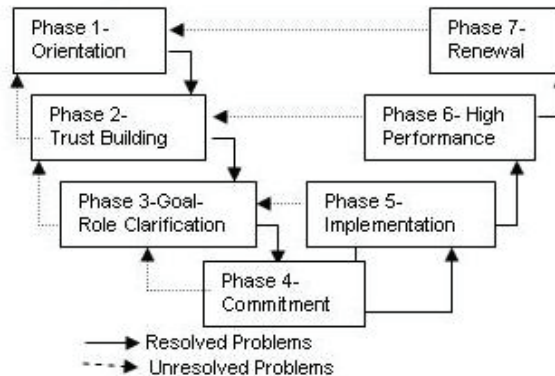 Phase 1-
Orientation
Phase 7-
Renewal
Phase 2-
Trust Building
Phase 6- High
Performance
Phase 3-Goal-
Role Clarification
Phase 5-
Implementation
Phase 4-
Commitment
Resolved Problems
Unresolved Problems